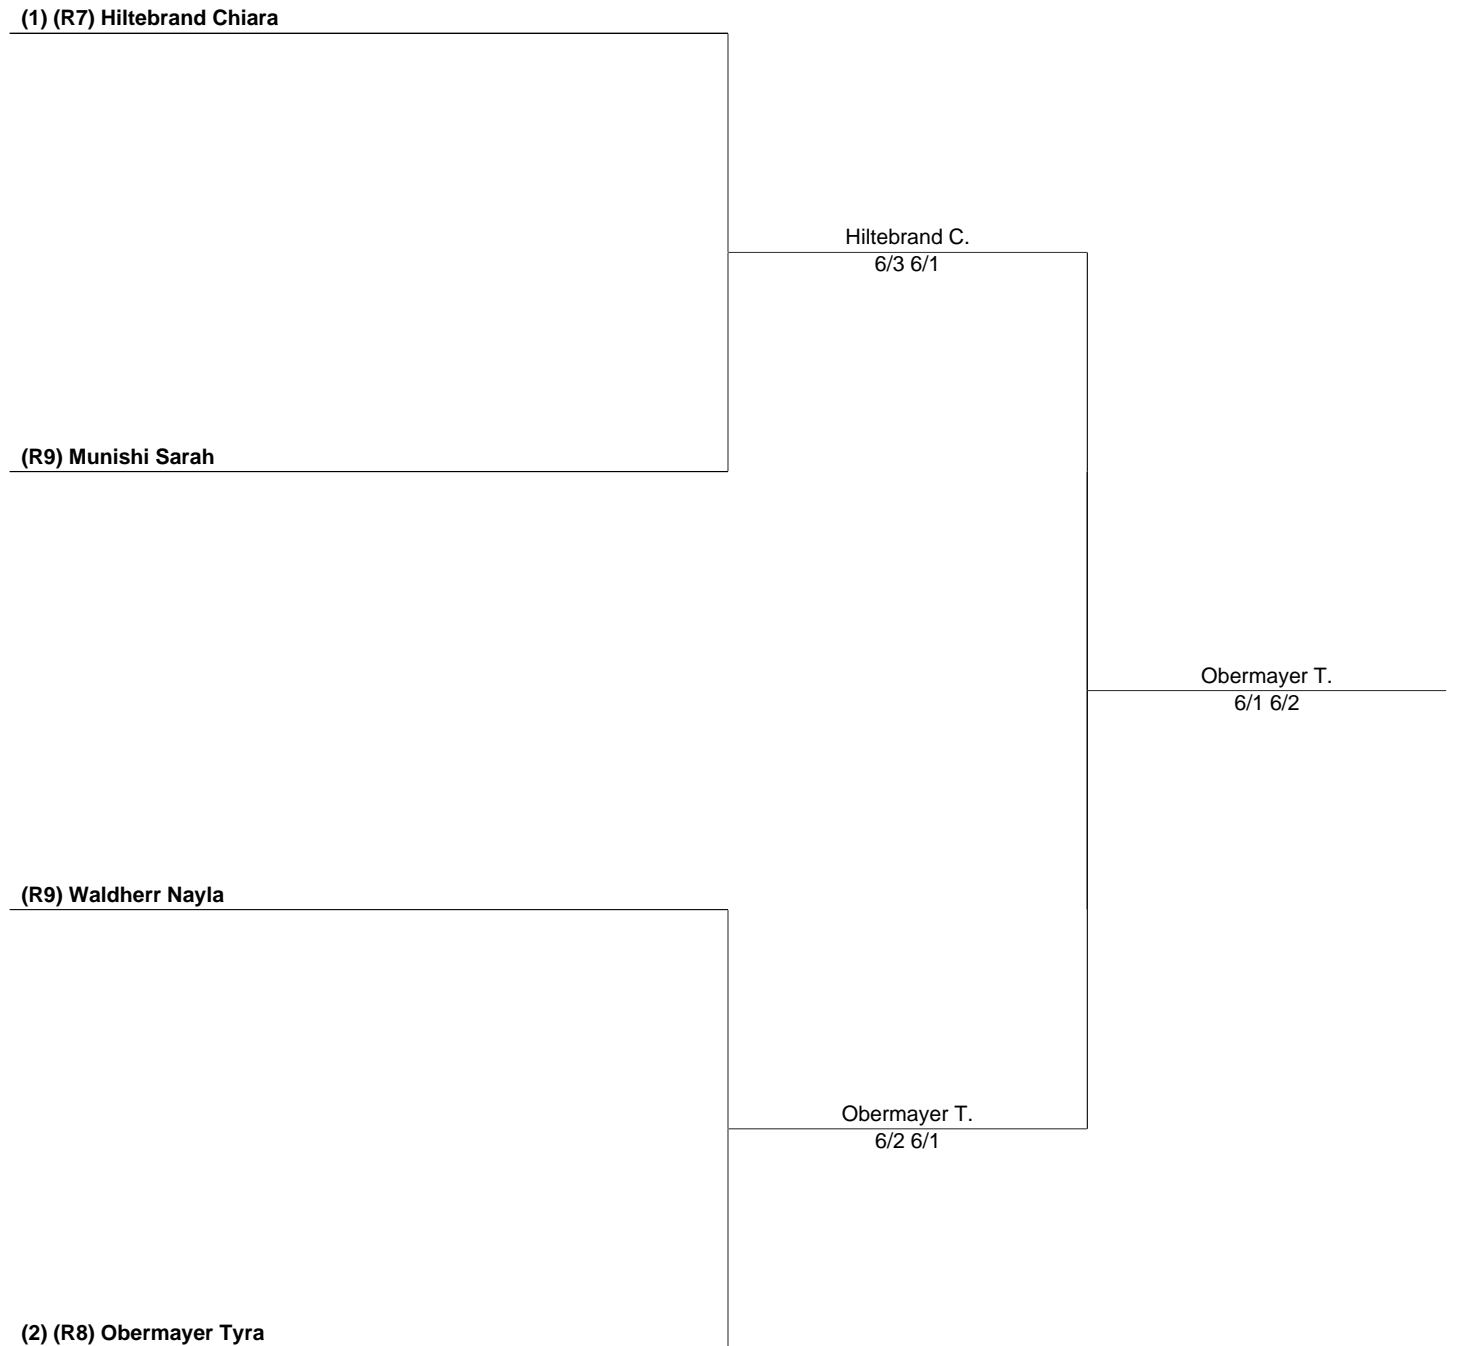 (1) (R7) Hiltebrand Chiara
Hiltebrand C.
6/3 6/1
(R9) Munishi Sarah
Obermayer T.
6/1 6/2
(R9) Waldherr Nayla
Obermayer T.
6/2 6/1
(2) (R8) Obermayer Tyra